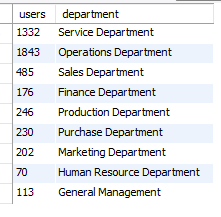 users department
1332 Service Department
1843 Operations Department
485 Sales Department
176 Finance Department
246 Production Department
230 Purchase Department
202 Marketing Department
70 Human Resource Department
113 General Management